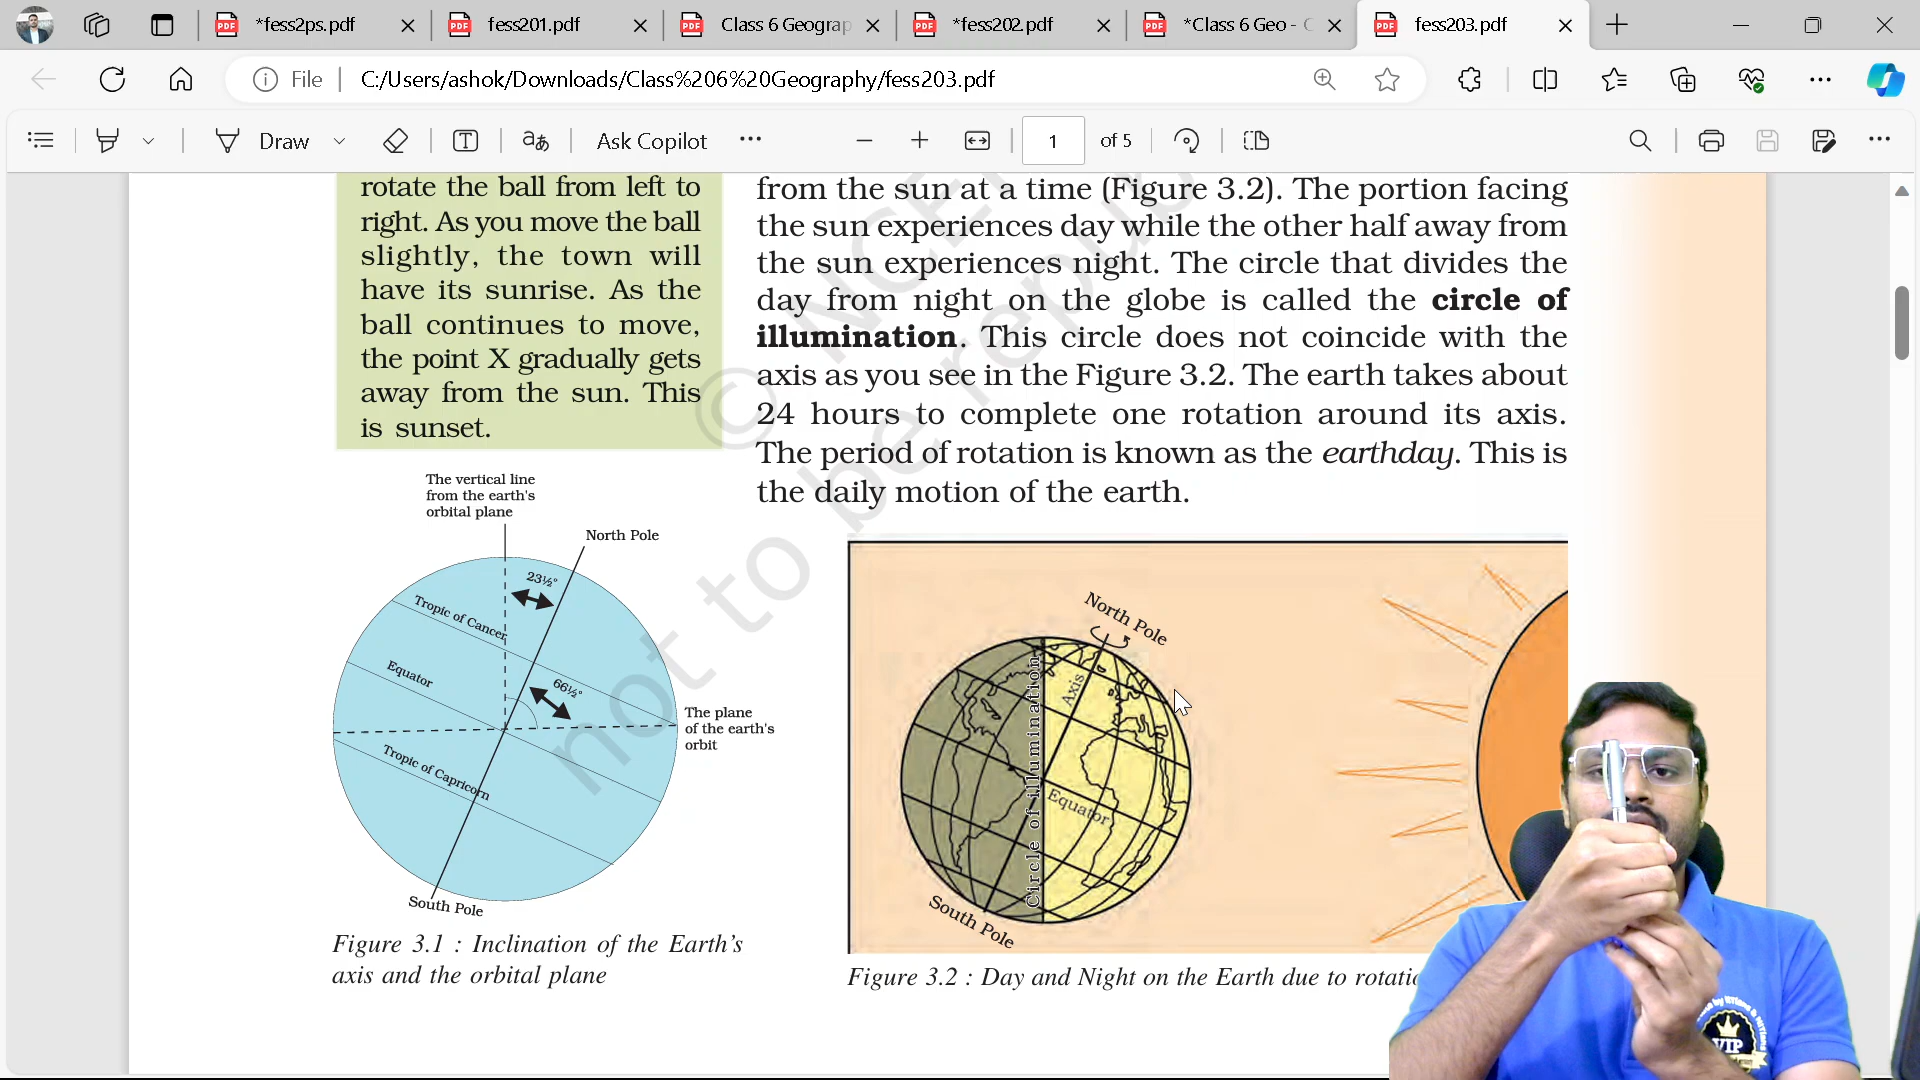 *fess2ps.pdf
fess201.pdf
Class 6 Geograp
*fess202.pdf
*Class 6 Geo - C
fess203.pdf
File
C:/Users/ashok/Downloads/Class%206%20Geography/fess203.pdf
Draw
Ask Copilot
1 of 5
rotate the ball from left to
right. As you move the ball
slightly, the town will
have its sunrise. As the
ball continues to move,
the point X gradually gets
away from the sun. This
is sunset.
from the sun at a time (Figure 3.2). The portion facing
the sun experiences day while the other half away from
the sun experiences night. The circle that divides the
day from night on the globe is called the circle of
illumination. This circle does not coincide with the
axis as you see in the Figure 3.2. The earth takes about
24 hours to complete one rotation around its axis.
The period of rotation is known as the earthday. This is
the daily motion of the earth.
The vertical line
from the earth's
orbital plane
North Pole
23½°
Tropic of Cancer
Equator
66½°
The plane
of the earth's
orbit
Tropic of Capricorn
South Pole
Figure 3.1 : Inclination of the Earth's
axis and the orbital plane
North Pole
Axis
Circle of illumination
Equator
South Pole
Figure 3.2 : Day and Night on the Earth due to rotatio
© NCE
not to be repu
VIP